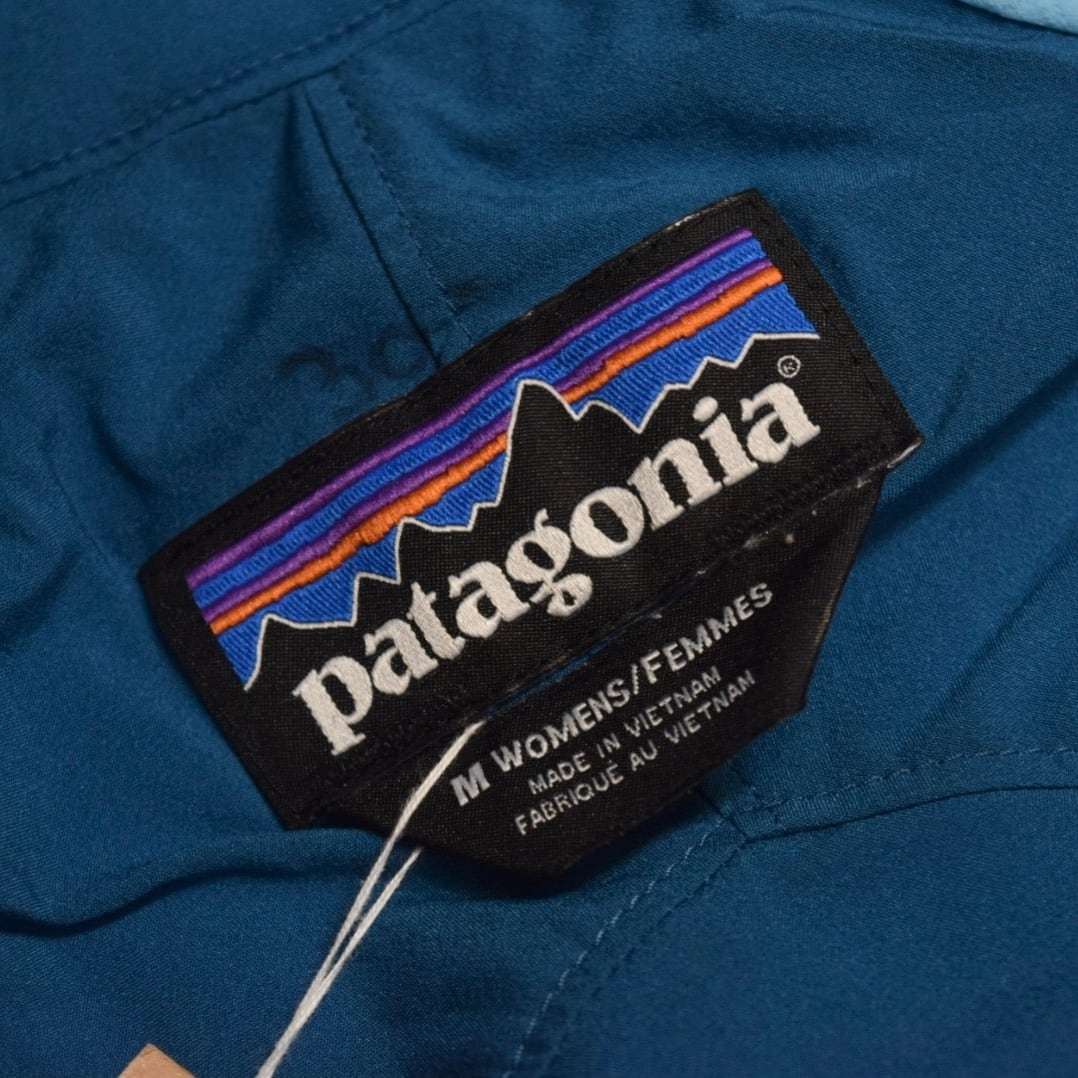 patagonia®
M WOMENS/FEMMES
MADE IN VIETNAM
FABRIQUÉ AU VIETNAM